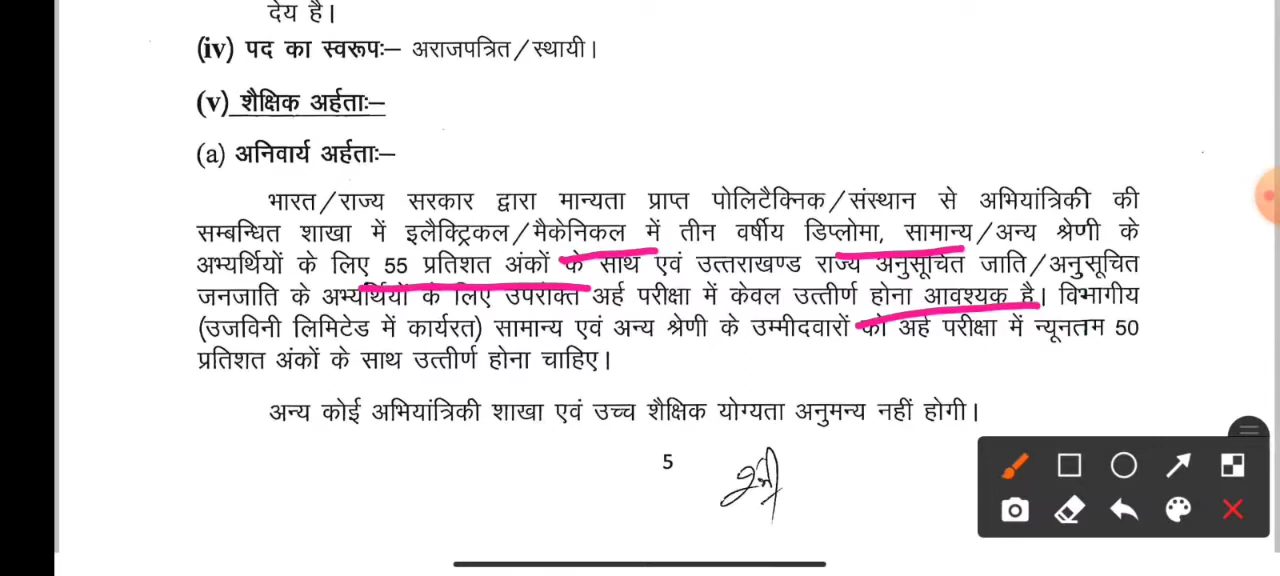 देय है।
(iv) पद का स्वरूपः– अराजपत्रित/स्थायी।
(v) शैक्षिक अर्हताः–
(a) अनिवार्य अर्हताः–
भारत/राज्य सरकार द्वारा मान्यता प्राप्त पोलिटैक्निक/संस्थान से अभियांत्रिकी की
सम्बन्धित शाखा में इलैक्ट्रिकल/मैकेनिकल में तीन वर्षीय डिप्लोमा, सामान्य/अन्य श्रेणी के
अभ्यर्थियों के लिए 55 प्रतिशत अंकों के साथ एवं उत्तराखण्ड राज्य अनुसूचित जाति/अनुसूचित
जनजाति के अभ्यर्थियों के लिए उपरोक्त अर्ह परीक्षा में केवल उत्तीर्ण होना आवश्यक है। विभागीय
(उजविनी लिमिटेड में कार्यरत) सामान्य एवं अन्य श्रेणी के उम्मीदवारों को अर्ह परीक्षा में न्यूनतम 50
प्रतिशत अंकों के साथ उत्तीर्ण होना चाहिए।
अन्य कोई अभियांत्रिकी शाखा एवं उच्च शैक्षिक योग्यता अनुमन्य नहीं होगी।
5